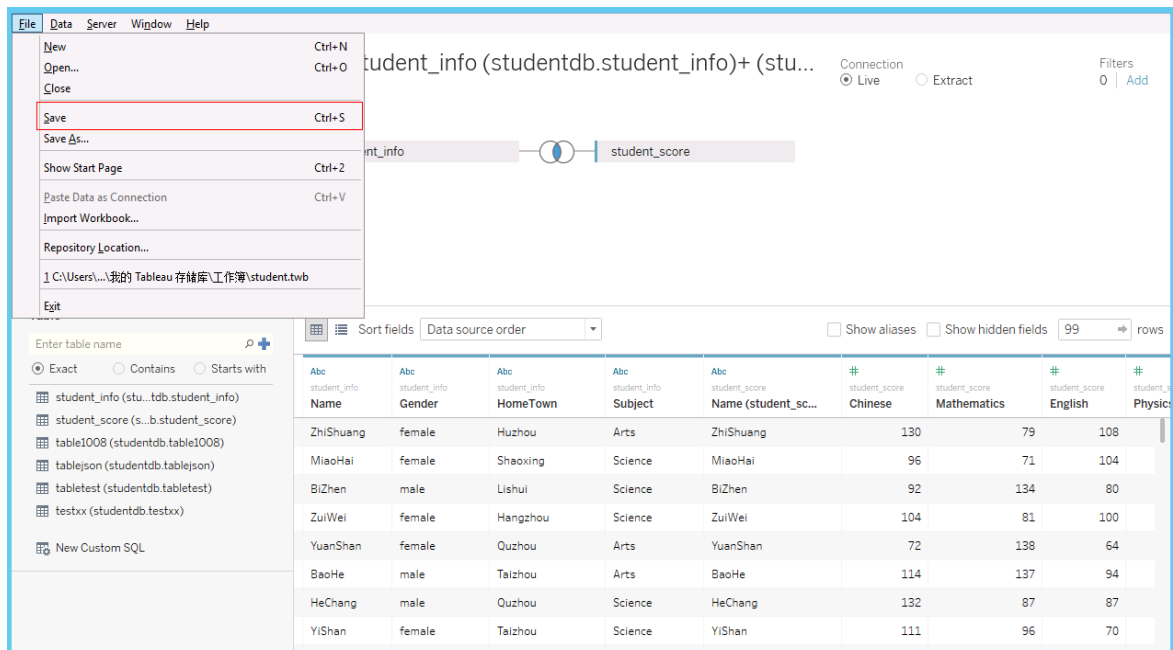 File Data Server Window Help
New Ctrl+N
Open... Ctrl+O
Close
Save Ctrl+S
Save As...
Show Start Page Ctrl+2
Paste Data as Connection Ctrl+V
Import Workbook...
Repository Location...
1 C:\Users\...\我的 Tableau 存储库\工作簿\student.twb
Exit
tudent_info (studentdb.student_info)+ (stu...
Connection
Live Extract
Filters
0 Add
ent_info student_score
Enter table name
Exact Contains Starts with
student_info (stu...tdb.student_info)
student_score (s...b.student_score)
table1008 (studentdb.table1008)
tablejson (studentdb.tablejson)
tabletest (studentdb.tabletest)
testxx (studentdb.testxx)
New Custom SQL
Sort fields Data source order Show aliases Show hidden fields 99 rows
Abc Abc Abc Abc Abc # # # #
student_info student_info student_info student_info student_score student_score student_score student_score student_s
Name Gender HomeTown Subject Name (student_sc... Chinese Mathematics English Physics
ZhiShuang female Huzhou Arts ZhiShuang 130 79 108
MiaoHai female Shaoxing Science MiaoHai 96 71 104
BiZhen male Lishui Science BiZhen 92 134 80
ZuiWei female Hangzhou Science ZuiWei 104 81 100
YuanShan female Quzhou Arts YuanShan 72 138 64
BaoHe male Taizhou Arts BaoHe 114 137 94
HeChang male Quzhou Science HeChang 132 87 87
YiShan female Taizhou Science YiShan 111 96 70